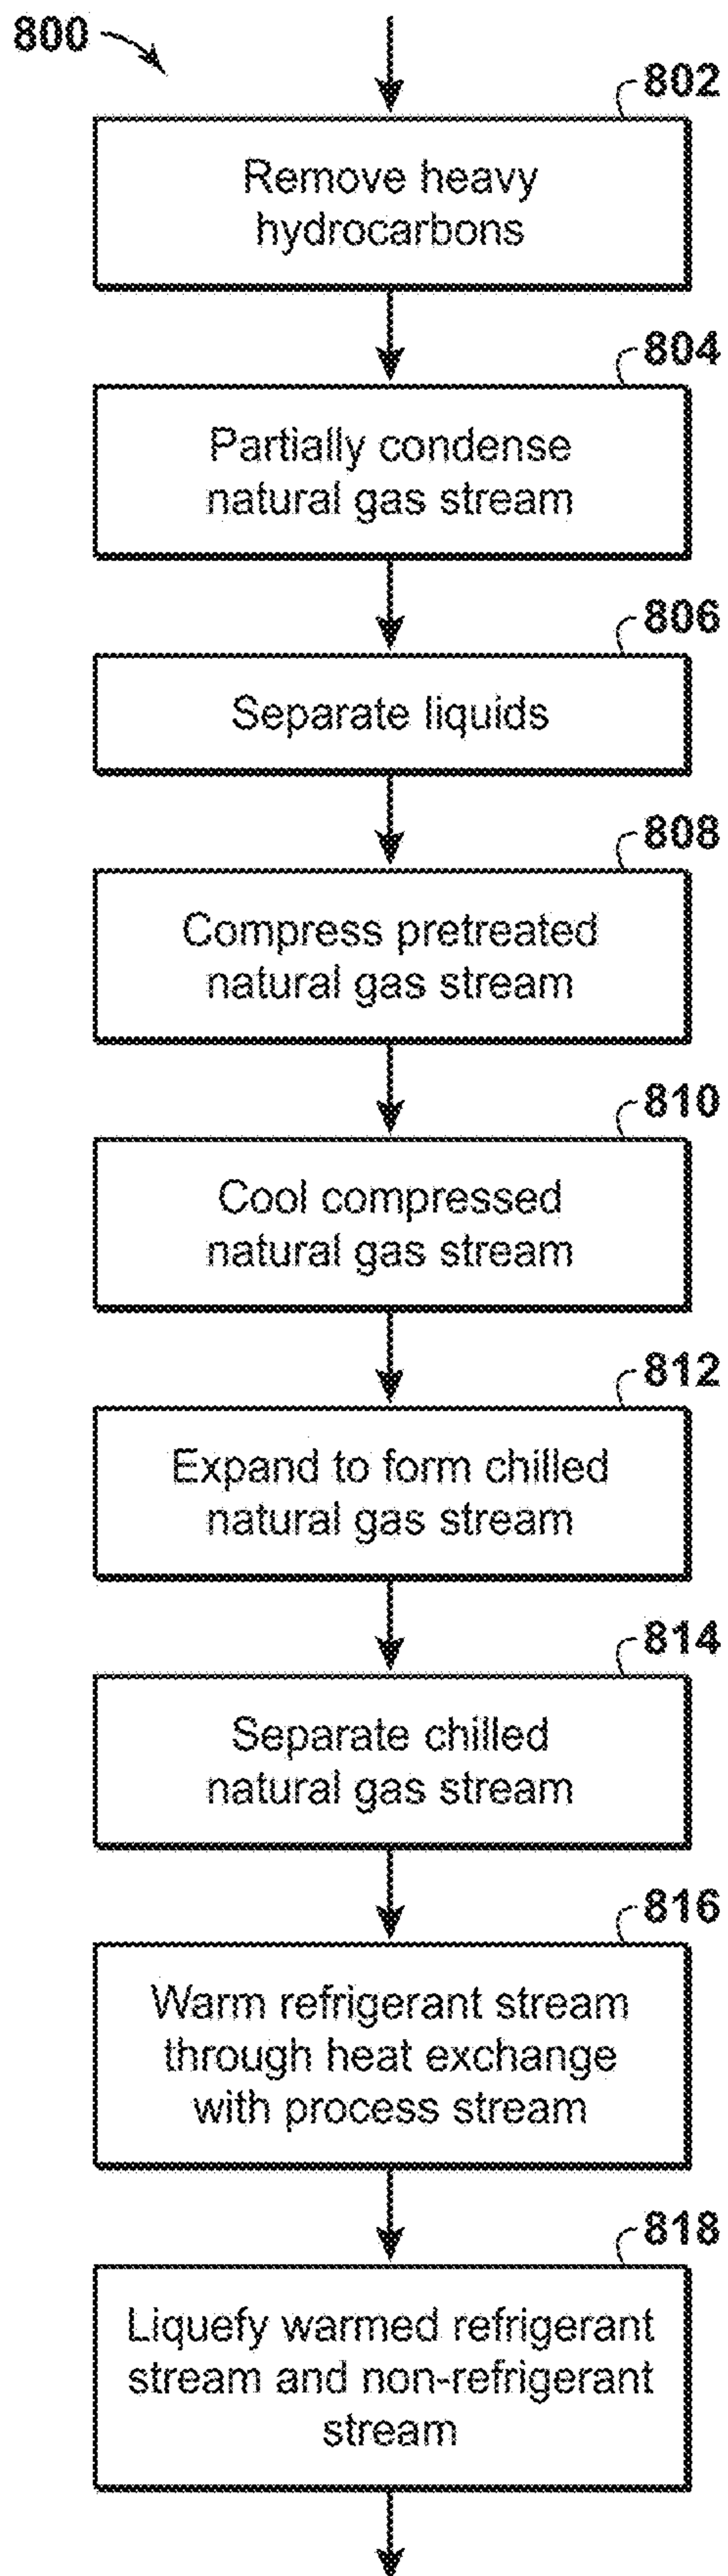 800
802
Remove heavy
hydrocarbons
804
Partially condense
natural gas stream
806
Separate liquids
808
Compress pretreated
natural gas stream
810
Cool compressed
natural gas stream
812
Expand to form chilled
natural gas stream
814
Separate chilled
natural gas stream
816
Warm refrigerant stream
through heat exchange
with process stream
818
Liquefy warmed refrigerant
stream and non-refrigerant
stream